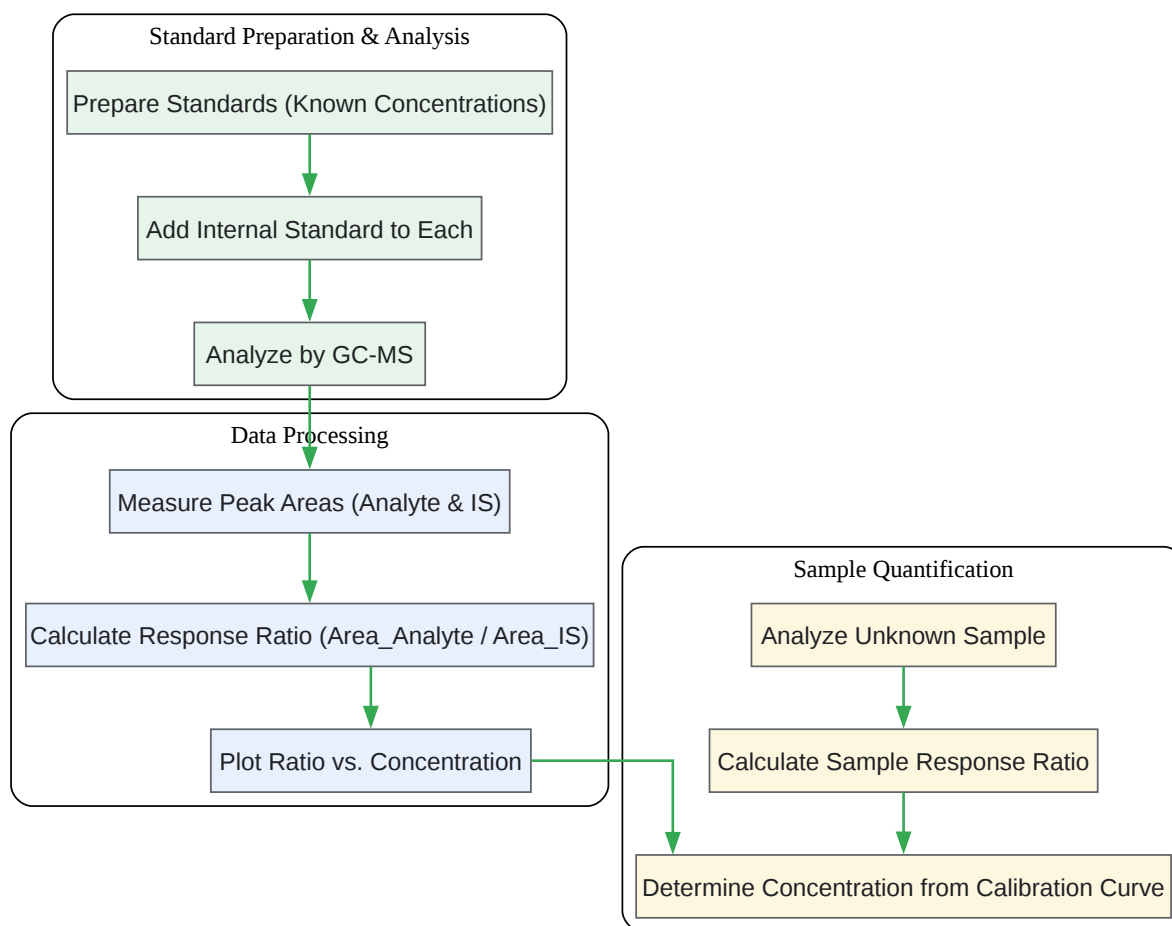 Standard Preparation & Analysis
Prepare Standards (Known Concentrations)
Add Internal Standard to Each
Analyze by GC-MS
Data Processing
Measure Peak Areas (Analyte & IS)
Calculate Response Ratio (Area_Analyte / Area_IS)
Plot Ratio vs. Concentration
Sample Quantification
Analyze Unknown Sample
Calculate Sample Response Ratio
Determine Concentration from Calibration Curve